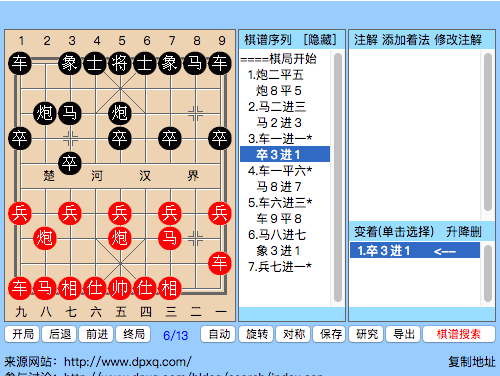 棋谱序列 [隐藏]
注解 添加着法 修改注解
1 2 3 4 5 6 7 8 9
车 象 士 将 士 象 马 车
炮 马 炮
卒 卒 卒 卒
卒
楚 河 汉 界
兵 兵 兵 兵 兵
炮 炮 马
车
车 马 相 仕 帅 仕 相
九 八 七 六 五 四 三 二 一
====棋局开始
1.炮二平五
炮8平5
2.马二进三
马2进3
3.车一进一*
卒3进1
4.车一平六*
马8进7
5.车六进三*
车9平8
6.马八进七
象3进1
7.兵七进一*
变着(单击选择) 升降删
1.卒3进1 <--
开局 后退 前进 终局 6/13 自动 旋转 对称 保存 研究 导出 棋谱搜索
来源网站: http://www.dpxq.com/ 复制地址